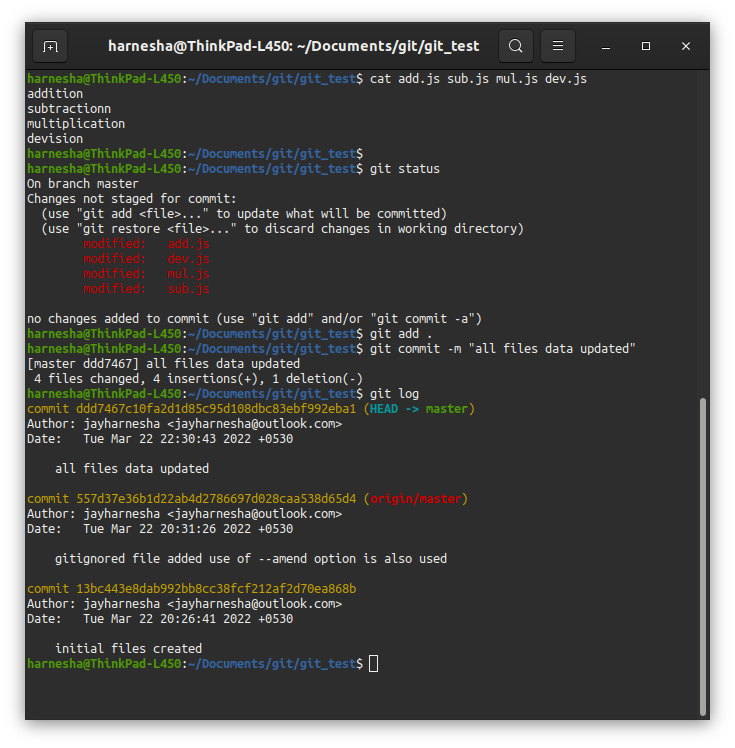 harnesha@ThinkPad-L450: ~/Documents/git/git_test
harnesha@ThinkPad-L450:~/Documents/git/git_test$ cat add.js sub.js mul.js dev.js
addition
subtractionn
multiplication
devision
harnesha@ThinkPad-L450:~/Documents/git/git_test$
harnesha@ThinkPad-L450:~/Documents/git/git_test$ git status
On branch master
Changes not staged for commit:
  (use "git add <file>..." to update what will be committed)
  (use "git restore <file>..." to discard changes in working directory)
        modified:   add.js
        modified:   dev.js
        modified:   mul.js
        modified:   sub.js
no changes added to commit (use "git add" and/or "git commit -a")
harnesha@ThinkPad-L450:~/Documents/git/git_test$ git add .
harnesha@ThinkPad-L450:~/Documents/git/git_test$ git commit -m "all files data updated"
[master ddd7467] all files data updated
 4 files changed, 4 insertions(+), 1 deletion(-)
harnesha@ThinkPad-L450:~/Documents/git/git_test$ git log
commit ddd7467c10fa2d1d85c95d108dbc83ebf992eba1 (HEAD -> master)
Author: jayharnesha <jayharnesha@outlook.com>
Date:   Tue Mar 22 22:30:43 2022 +0530
    all files data updated
commit 557d37e36b1d22ab4d2786697d028caa538d65d4 (origin/master)
Author: jayharnesha <jayharnesha@outlook.com>
Date:   Tue Mar 22 20:31:26 2022 +0530
    gitignored file added use of --amend option is also used
commit 13bc443e8dab992bb8cc38fcf212af2d70ea868b
Author: jayharnesha <jayharnesha@outlook.com>
Date:   Tue Mar 22 20:26:41 2022 +0530
    initial files created
harnesha@ThinkPad-L450:~/Documents/git/git_test$